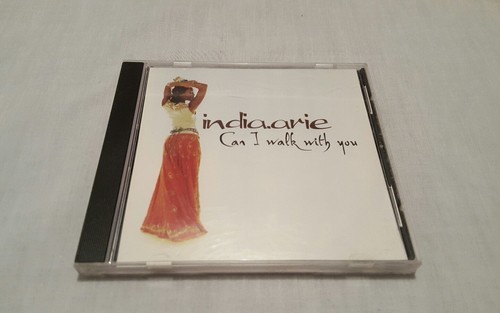 india.arie
Can I walk with you